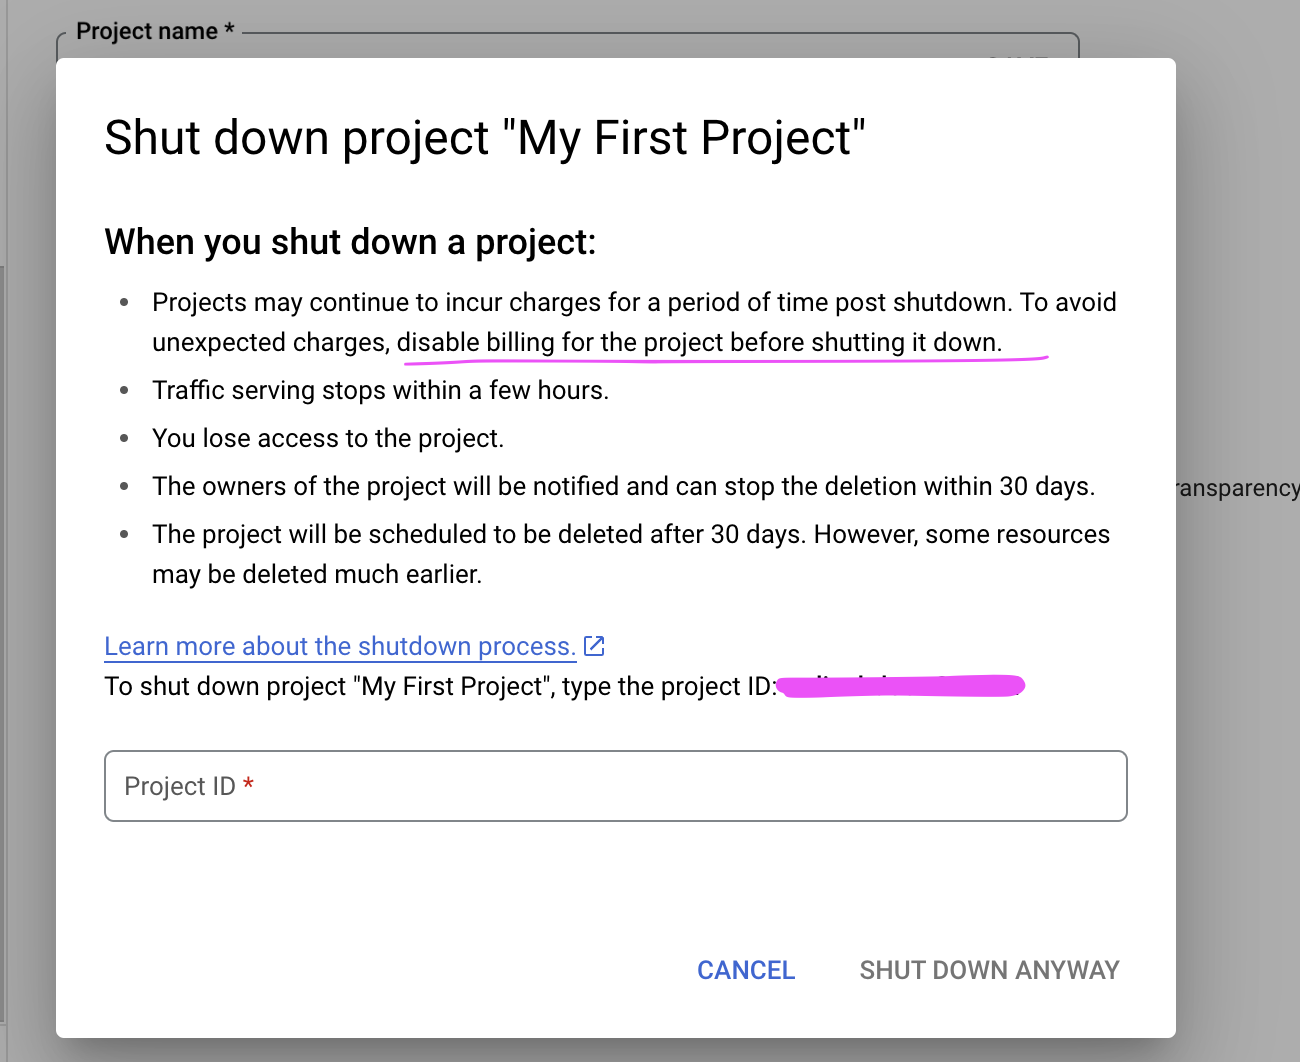 Project name *
Shut down project "My First Project"
When you shut down a project:
Projects may continue to incur charges for a period of time post shutdown. To avoid
unexpected charges, disable billing for the project before shutting it down.
Traffic serving stops within a few hours.
You lose access to the project.
The owners of the project will be notified and can stop the deletion within 30 days.
ransparency
The project will be scheduled to be deleted after 30 days. However, some resources
may be deleted much earlier.
Learn more about the shutdown process.
To shut down project "My First Project", type the project ID:
Project ID *
CANCEL
SHUT DOWN ANYWAY